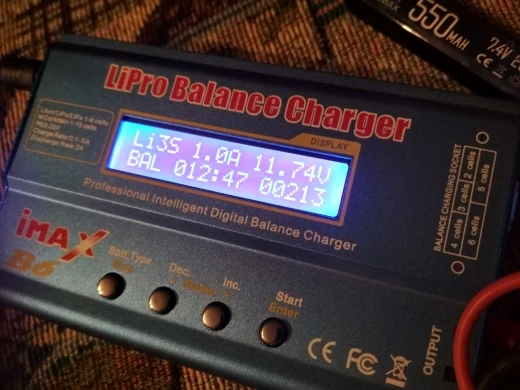 550MAH
7.4V
CE
LiPro Balance Charger
DISPLAY
Li3S 1.0A 11.74V
BAL 012:47 00213
Professional Intelligent Digital Balance Charger
iMAX
B6
Batt.Type
Dec.
Inc.
Start
Enter
BALANCE CHARGING SOCKET
2 cells
3 cells
4 cells
5 cells
6 cells
CE FC
OUTPUT